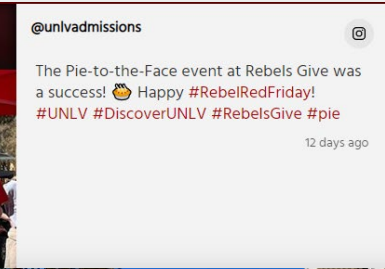 @unlvadmissions
The Pie-to-the-Face event at Rebels Give was
a success! 🥧 Happy #RebelRedFriday!
#UNLV #DiscoverUNLV #RebelsGive #pie
12 days ago